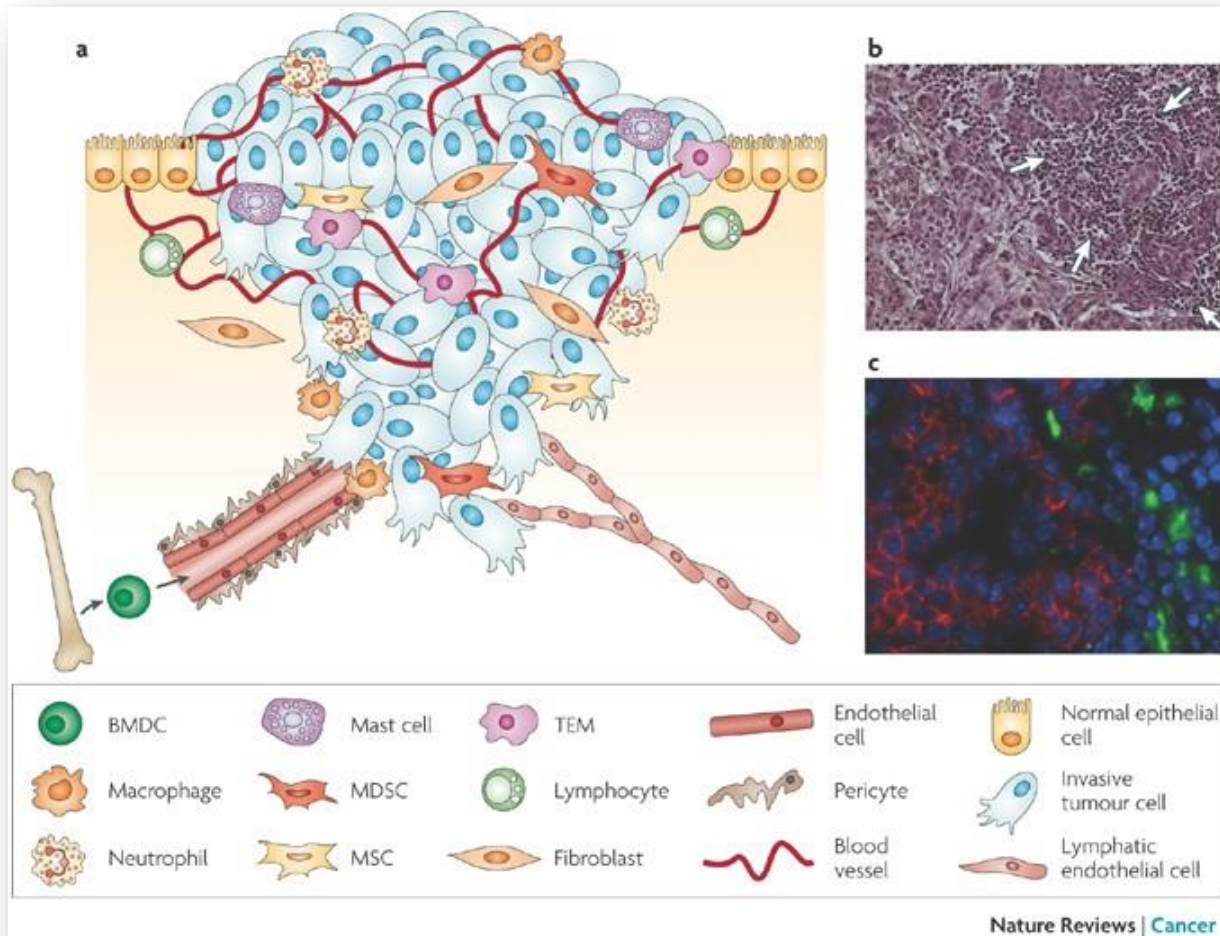 a
b
c
BMDC
Mast cell
TEM
Endothelial
cell
Normal epithelial
cell
Macrophage
MDSC
Lymphocyte
Pericyte
Invasive
tumour cell
Neutrophil
MSC
Fibroblast
Blood
vessel
Lymphatic
endothelial cell
Nature Reviews | Cancer